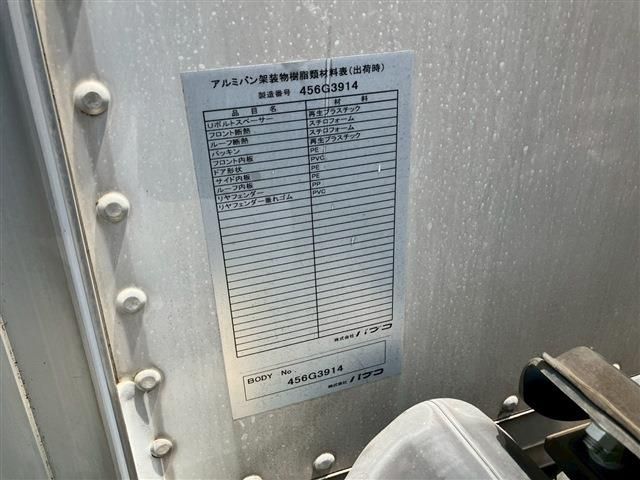 アルミバン架装物樹脂類材料表(出荷時)
製造番号 456G3914
品目名 材料
Uボルトスペーサー 再生プラスチック
フロント断熱 スチロフォーム
ルーフ断熱 スチロフォーム
パッキン 再生プラスチック
フロント内板 PE
ドア形状 PVC
サイド内板 PE
ルーフ内板 PE
リヤフェンダー PP
リヤフェンダー垂れゴム PVC
株式会社 パブコ
BODY No. 456G3914
株式会社 パブコ